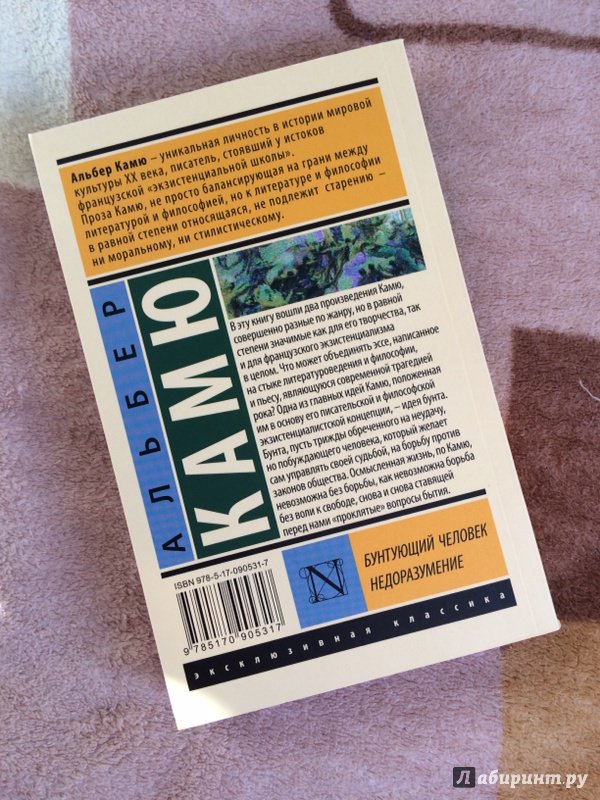 Альбер Камю – уникальная личность в истории мировой
культуры XX века, писатель, стоявший у истоков
французской «экзистенциальной школы».
Проза Камю, не просто балансирующая на грани между
литературой и философией, но к литературе и философии
в равной степени относящаяся, не подлежит старению –
ни моральному, ни стилистическому.
АЛЬБЕР
КАМЮ
В эту книгу вошли два произведения Камю,
совершенно разные по жанру, но в равной
степени значимые как для его творчества, так
и для французского экзистенциализма
в целом. Что может объединять эссе, написанное
на стыке литературоведения и философии,
и пьесу, являющуюся современной трагедией
рока? Одна из главных идей Камю, положенная
им в основу его писательской и философской
экзистенциалистской концепции, – идея бунта.
Бунта, пусть трижды обреченного на неудачу,
но побуждающего человека, который желает
сам управлять своей судьбой, на борьбу против
законов общества. Осмысленная жизнь, по Камю,
невозможна без борьбы, как невозможна борьба
без воли к свободе, снова и снова ставящей
перед нами «проклятые» вопросы бытия.
ISBN 978-5-17-090531-7
9 785170 905317
N
БУНТУЮЩИЙ ЧЕЛОВЕК
НЕДОРАЗУМЕНИЕ
эксклюзивная классика
Лабиринт.ру